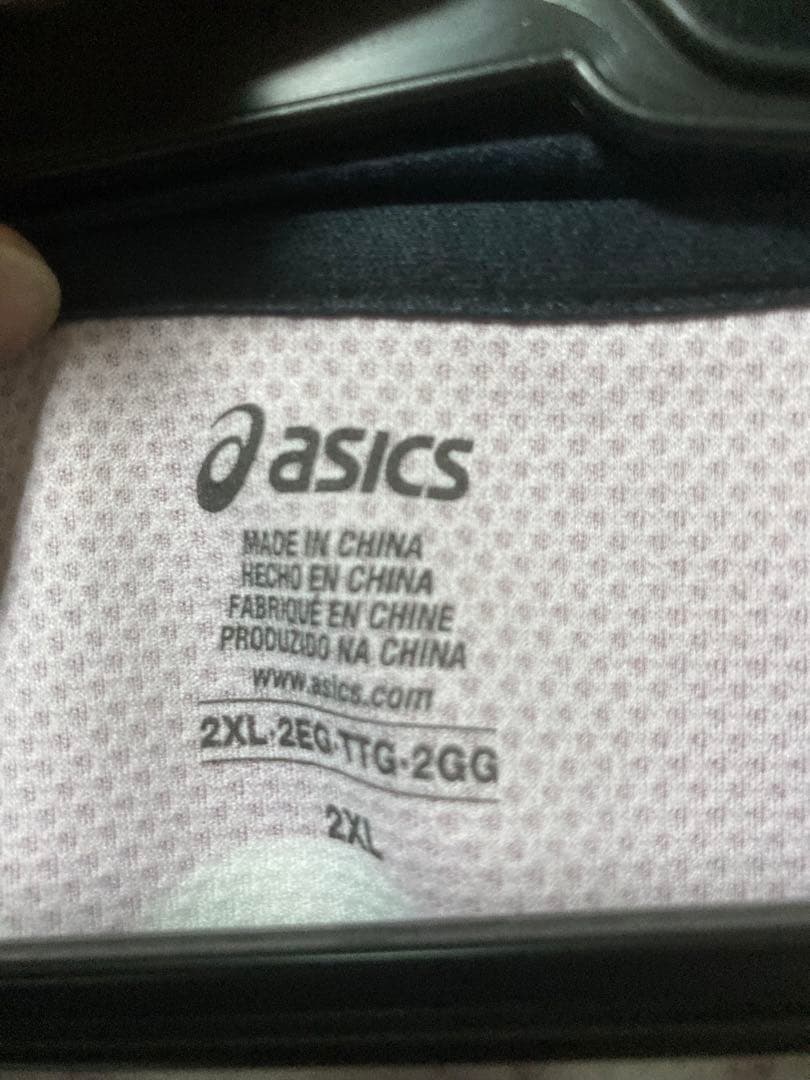 asics
MADE IN CHINA
HECHO EN CHINA
FABRIQUÉ EN CHINE
PRODUZIDO NA CHINA
www.asics.com
2XL·2EG·TTG·2GG
2XL